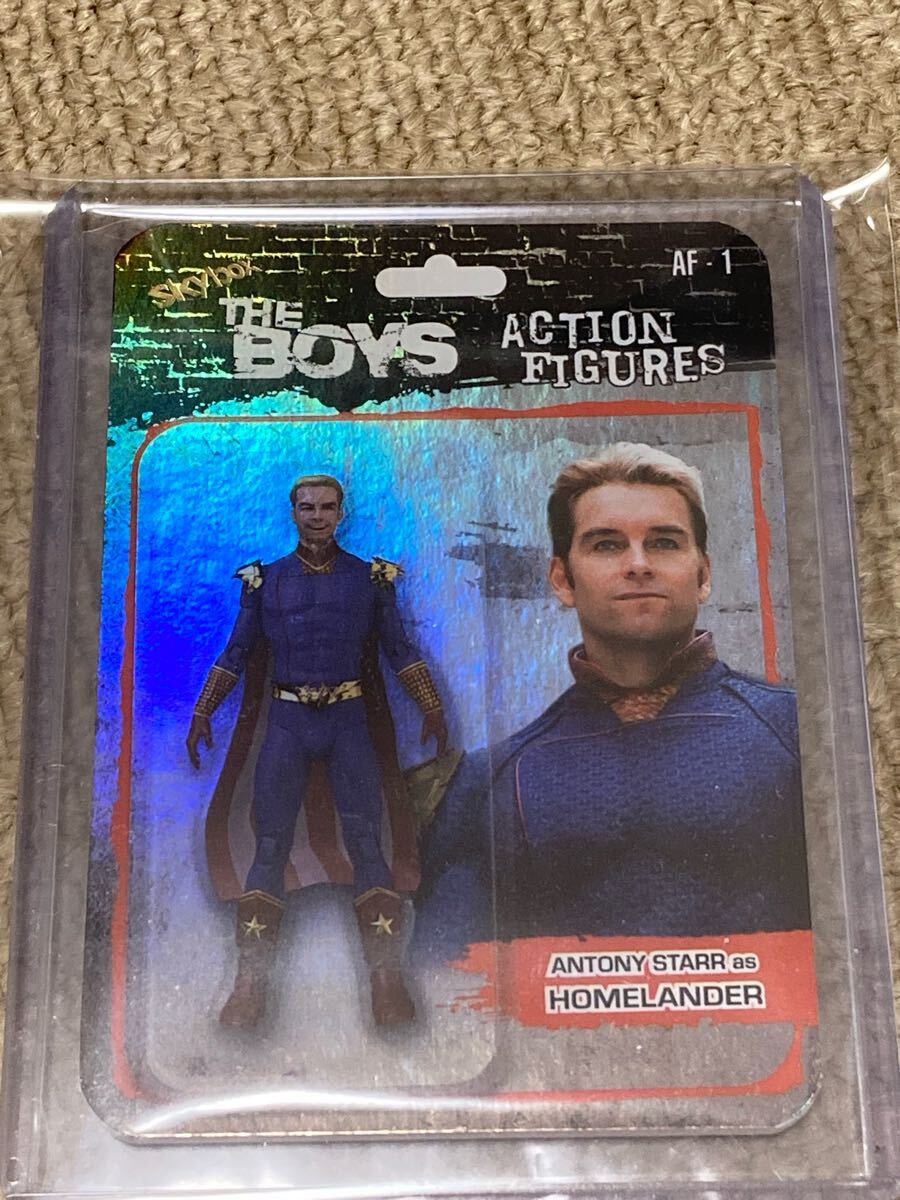 Skybox
AF - 1
THE
BOYS
ACTION
FIGURES
ANTONY STARR as
HOMELANDER